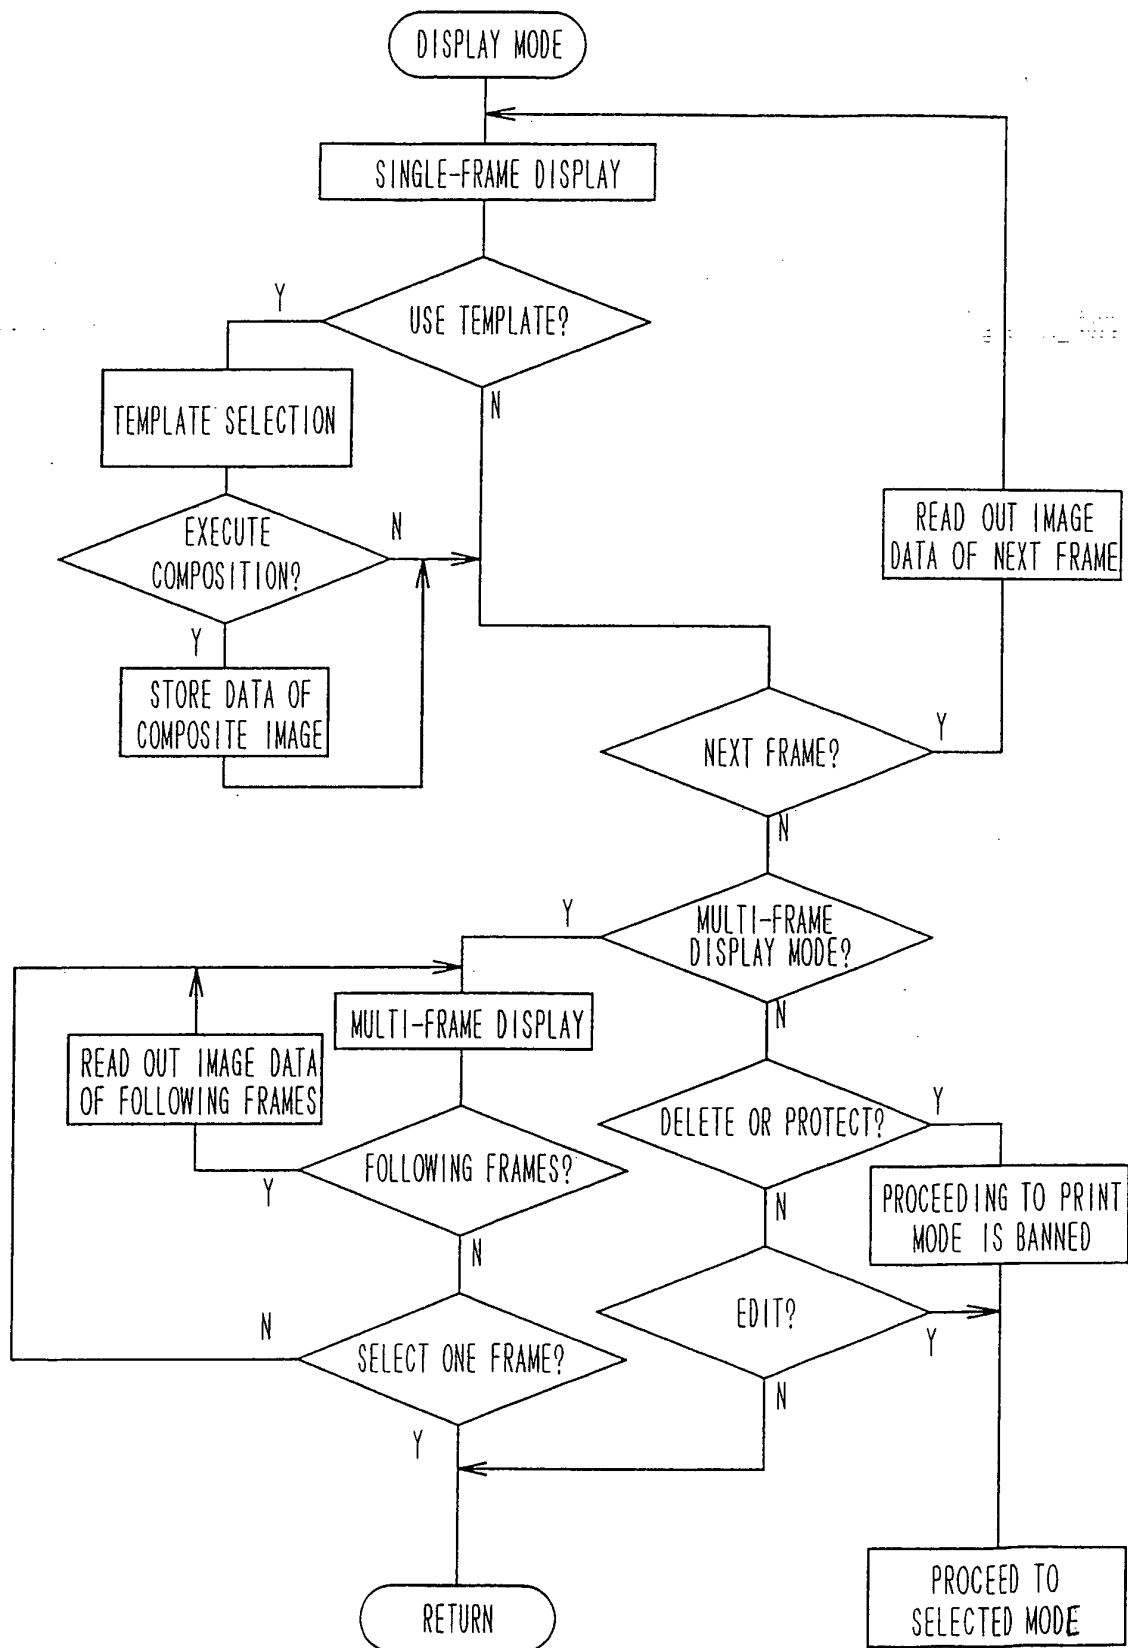 DISPLAY MODE
SINGLE-FRAME DISPLAY
Y
USE TEMPLATE?
N
TEMPLATE SELECTION
EXECUTE
COMPOSITION?
N
Y
STORE DATA OF
COMPOSITE IMAGE
READ OUT IMAGE
DATA OF NEXT FRAME
NEXT FRAME?
Y
N
MULTI-FRAME
DISPLAY MODE?
Y
N
MULTI-FRAME DISPLAY
READ OUT IMAGE DATA
OF FOLLOWING FRAMES
FOLLOWING FRAMES?
Y
N
SELECT ONE FRAME?
N
Y
DELETE OR PROTECT?
Y
N
PROCEEDING TO PRINT
MODE IS BANNED
EDIT?
Y
N
RETURN
PROCEED TO
SELECTED MODE